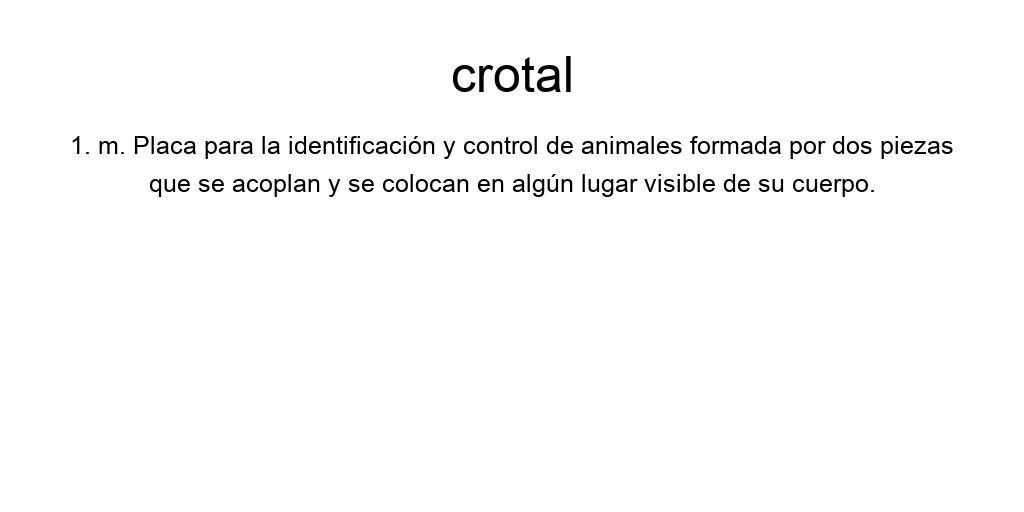 crotal
1. m. Placa para la identificación y control de animales formada por dos piezas
que se acoplan y se colocan en algún lugar visible de su cuerpo.